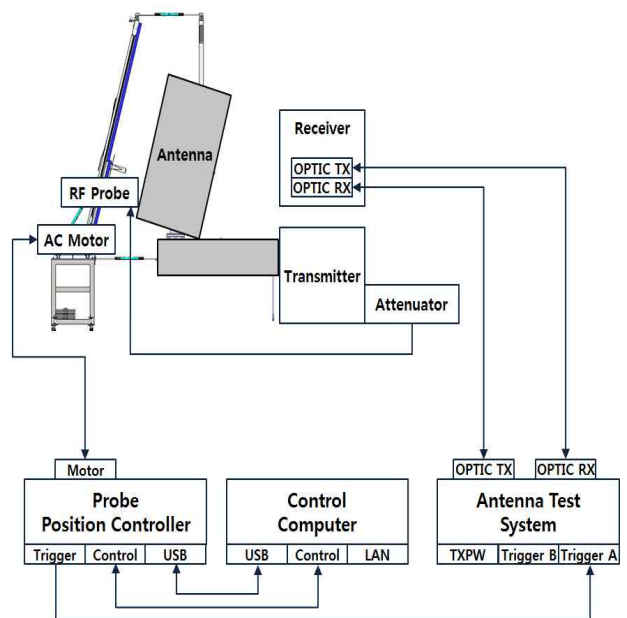 Receiver
Antenna
OPTIC TX
OPTIC RX
RF Probe
AC Motor
Transmitter
Attenuator
Motor
OPTIC TX
OPTIC RX
Probe
Position Controller
Control
Computer
Antenna Test
System
Trigger
Control
USB
USB
Control
LAN
TXPW
Trigger B
Trigger A